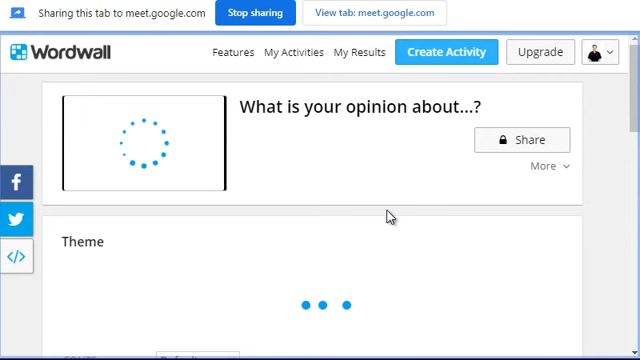 Sharing this tab to meet.google.com Stop sharing View tab: meet.google.com
Wordwall Features My Activities My Results Create Activity Upgrade
What is your opinion about...?
Share
More
Theme